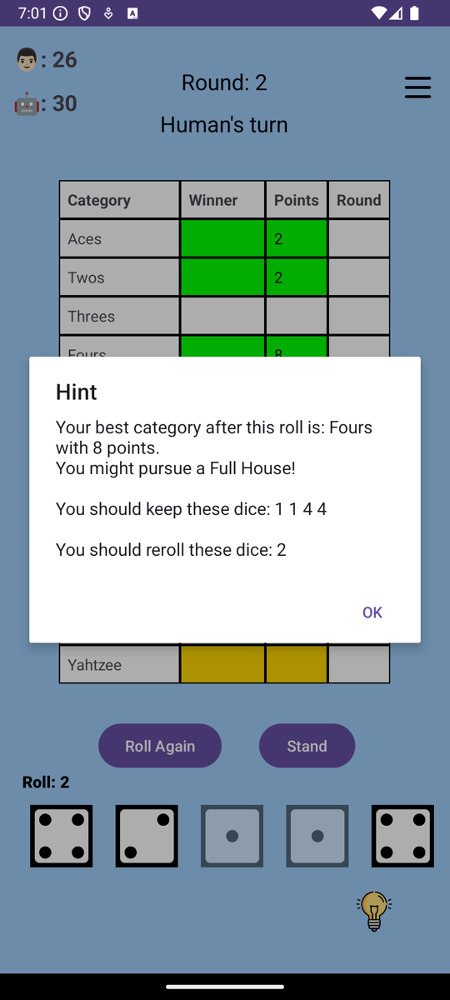 7:01
: 26
: 30
Round: 2
Human's turn
Category Winner Points Round
Aces 2
Twos 2
Threes
Fours 8
Hint
Your best category after this roll is: Fours
with 8 points.
You might pursue a Full House!
You should keep these dice: 1 1 4 4
You should reroll these dice: 2
OK
Yahtzee
Roll Again Stand
Roll: 2